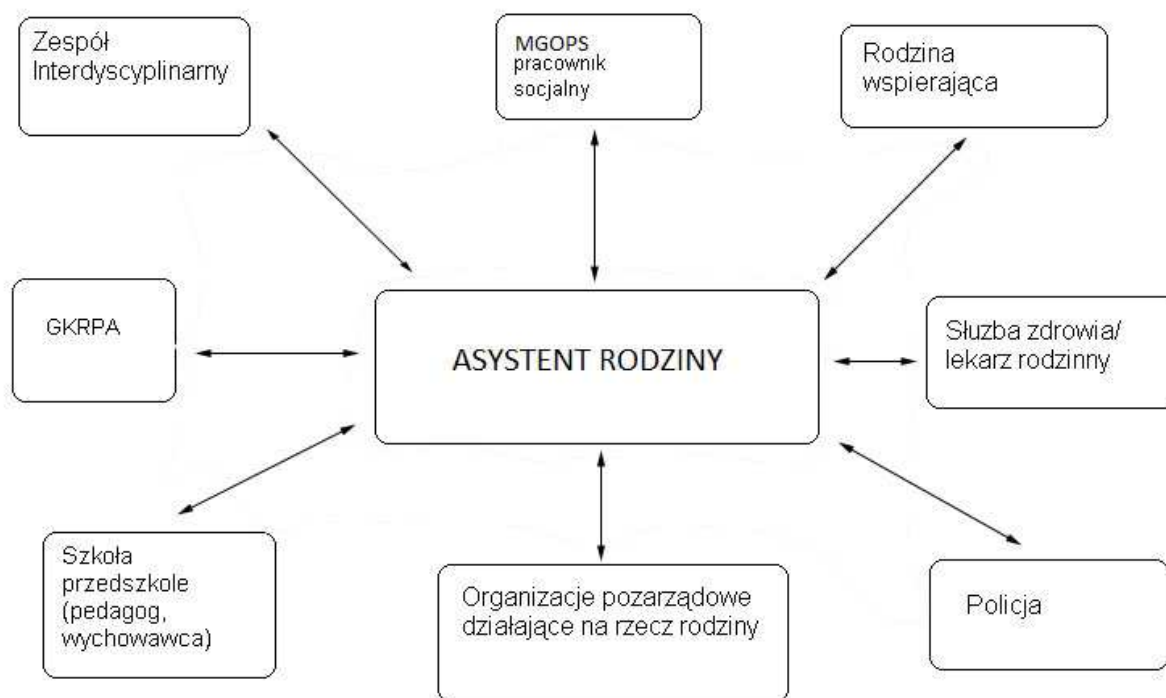 Zespół
Interdyscyplinarny
MGOPS
pracownik
socjalny
Rodzina
wspierająca
GKRPA
ASYSTENT RODZINY
Służba zdrowia/
lekarz rodzinny
Szkoła
przedszkole
(pedagog,
wychowawca)
Organizacje pozarządowe
działające na rzecz rodziny
Policja